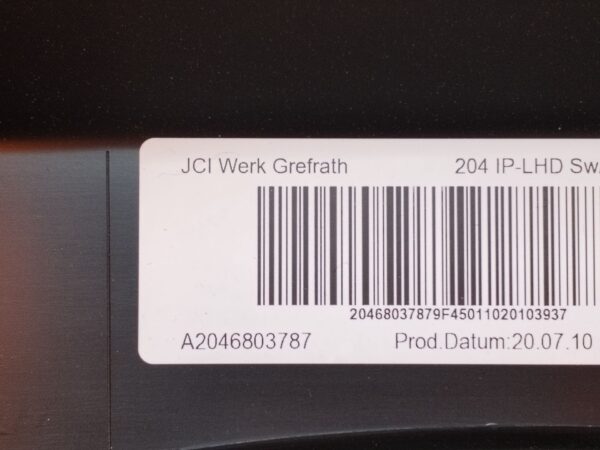 JCI Werk Grefrath 204 IP-LHD Sw
20468037879F45011020103937
A2046803787 Prod.Datum:20.07.10